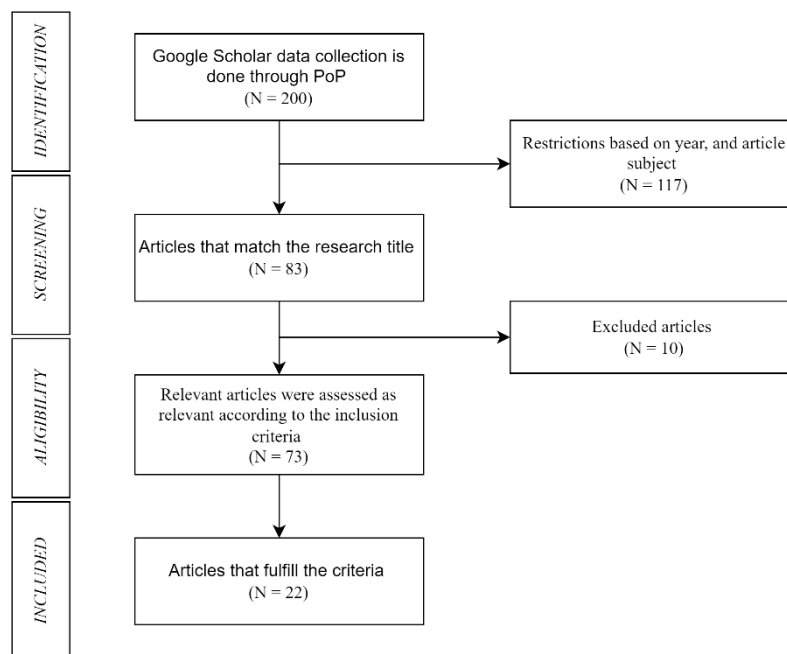 IDENTIFICATION
Google Scholar data collection is
done through PoP
(N = 200)
Restrictions based on year, and article
subject
(N = 117)
SCREENING
Articles that match the research title
(N = 83)
Excluded articles
(N = 10)
ALIGIBILITY
Relevant articles were assessed as
relevant according to the inclusion
criteria
(N = 73)
INCLUDED
Articles that fulfill the criteria
(N = 22)